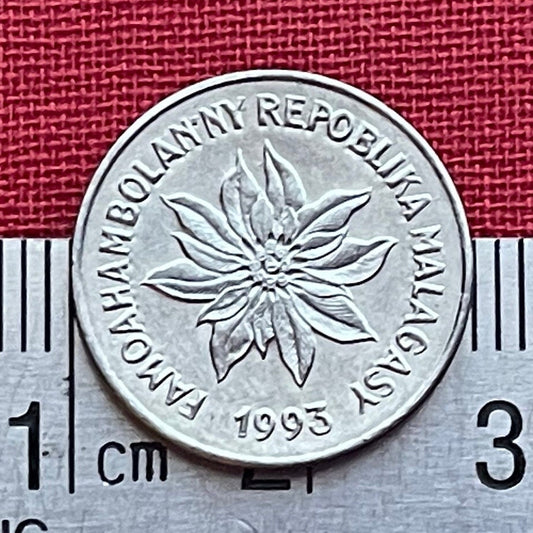 FAMOAHAMBOLAN-NY REPOBLIKA MALAGASY
1993
1 cm 2 3